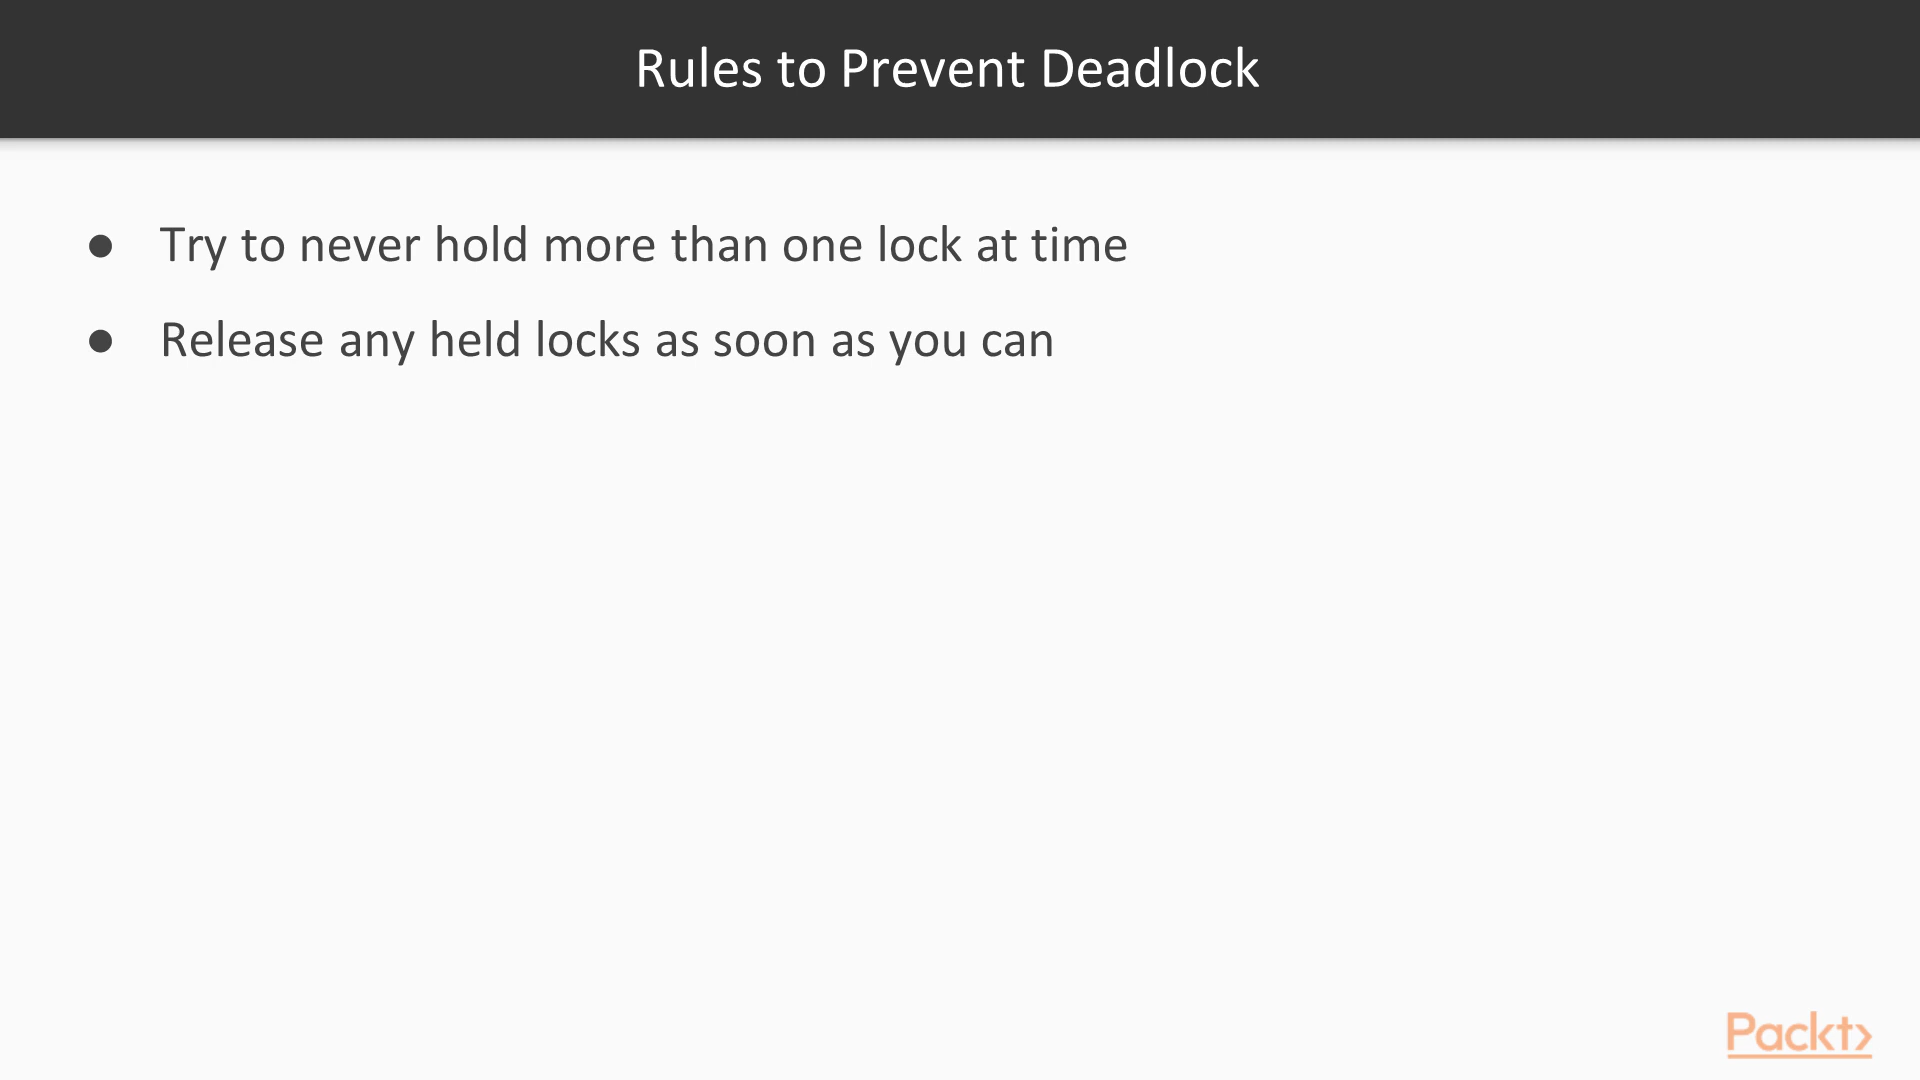 Rules to Prevent Deadlock
● Try to never hold more than one lock at time
● Release any held locks as soon as you can
Packt>